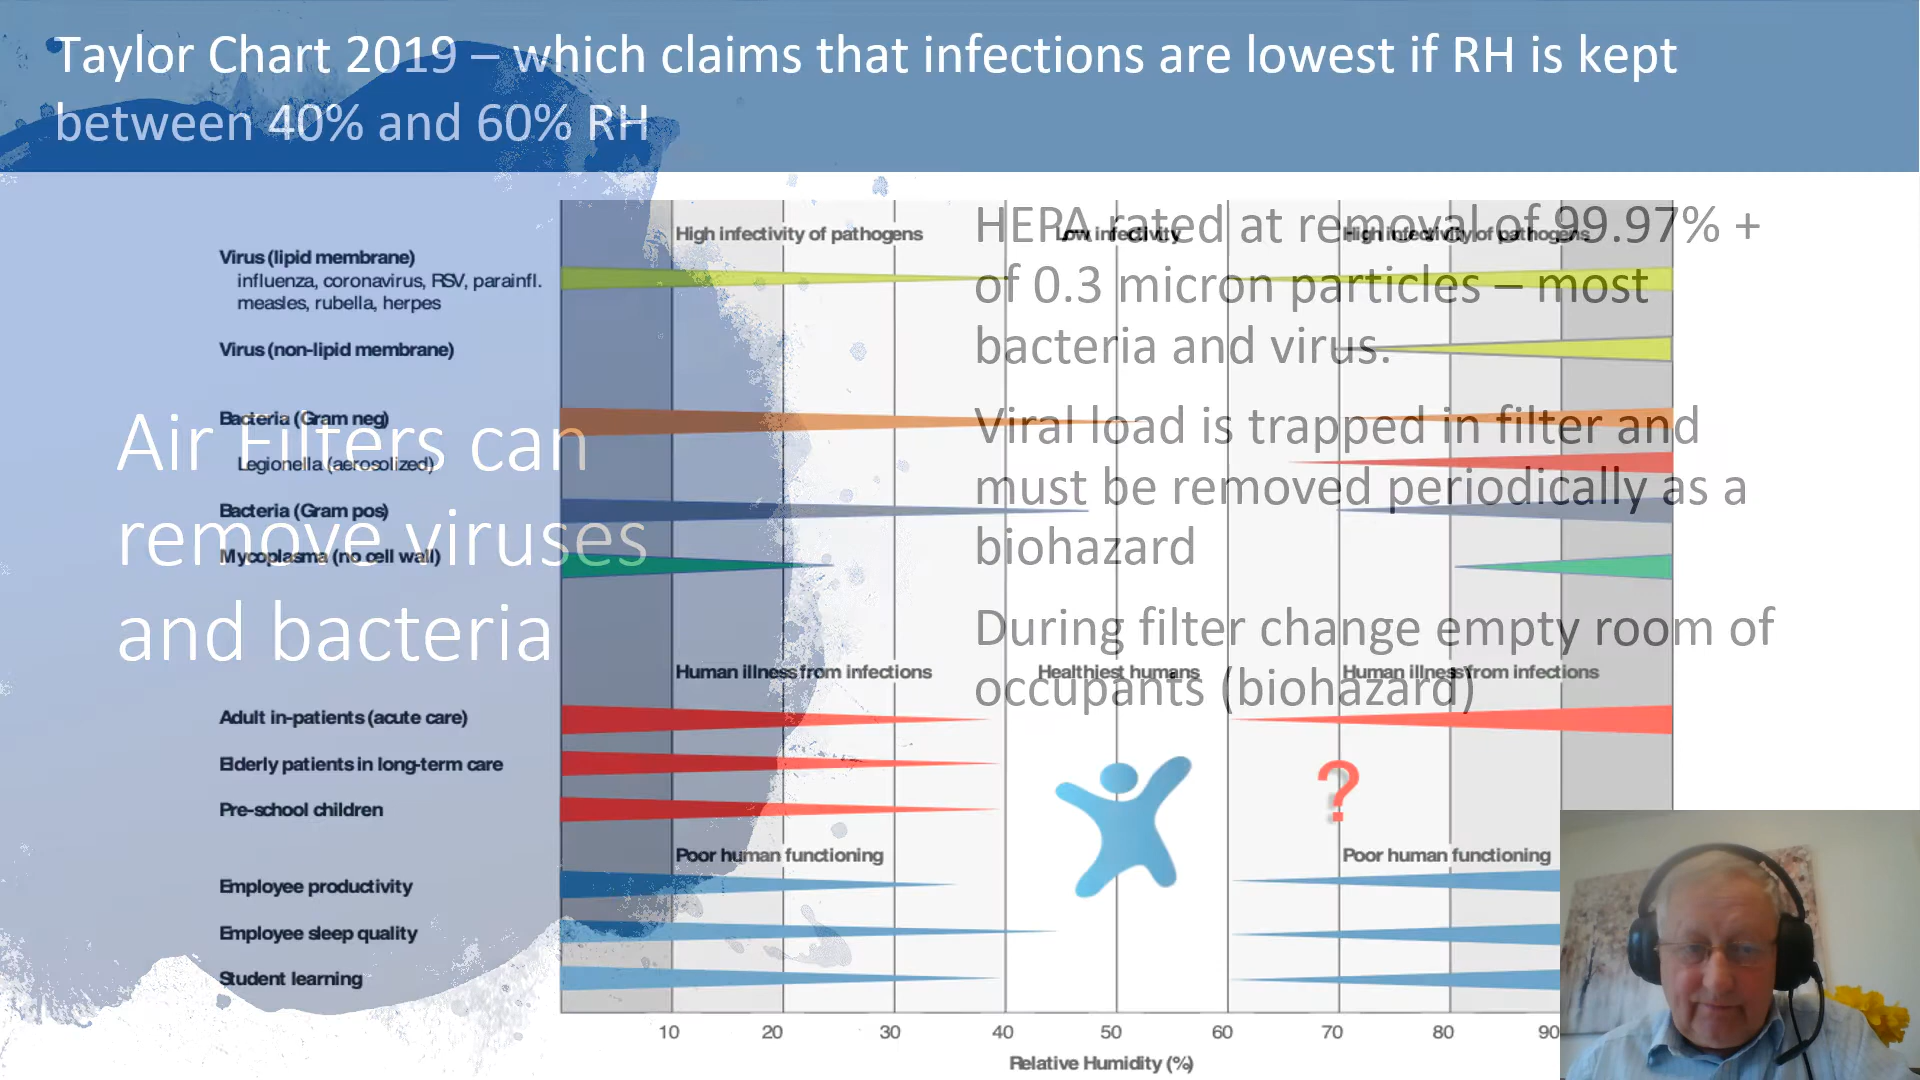 Taylor Chart 2019 – which claims that infections are lowest if RH is kept
between 40% and 60% RH
High infectivity of pathogens
Low infectivity
High infectivity of pathogens
Virus (lipid membrane)
influenza, coronavirus, RSV, parainfl.
measles, rubella, herpes
Virus (non-lipid membrane)
Bacteria (Gram neg)
Legionella (aerosolized)
Bacteria (Gram pos)
Mycoplasma (no cell wall)
Human illness from infections
Healthiest humans
Human illness from infections
Adult in-patients (acute care)
Elderly patients in long-term care
Pre-school children
?
Poor human functioning
Poor human functioning
Employee productivity
Employee sleep quality
Student learning
10 20 30 40 50 60 70 80 90
Relative Humidity (%)
Air Filters can
remove viruses
and bacteria
HEPA rated at removal of 99.97% +
of 0.3 micron particles – most
bacteria and virus.
Viral load is trapped in filter and
must be removed periodically as a
biohazard
During filter change empty room of
occupants (biohazard)